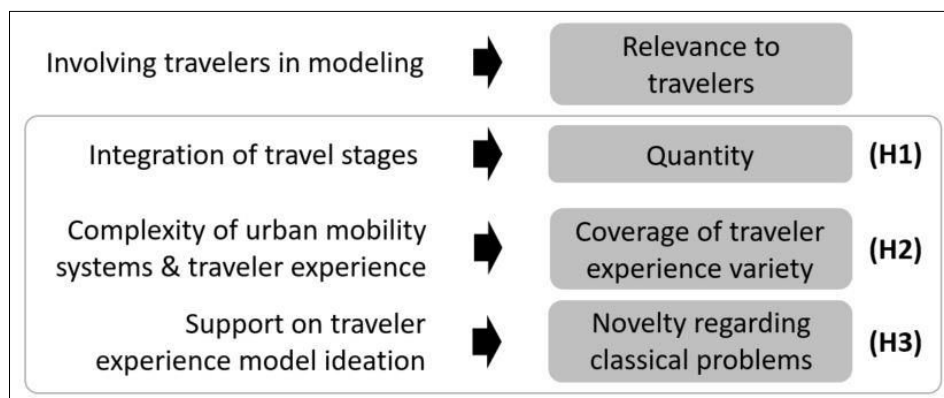 Involving travelers in modeling
Relevance to
travelers
Integration of travel stages
Quantity
(H1)
Complexity of urban mobility
systems & traveler experience
Coverage of traveler
experience variety
(H2)
Support on traveler
experience model ideation
Novelty regarding
classical problems
(H3)